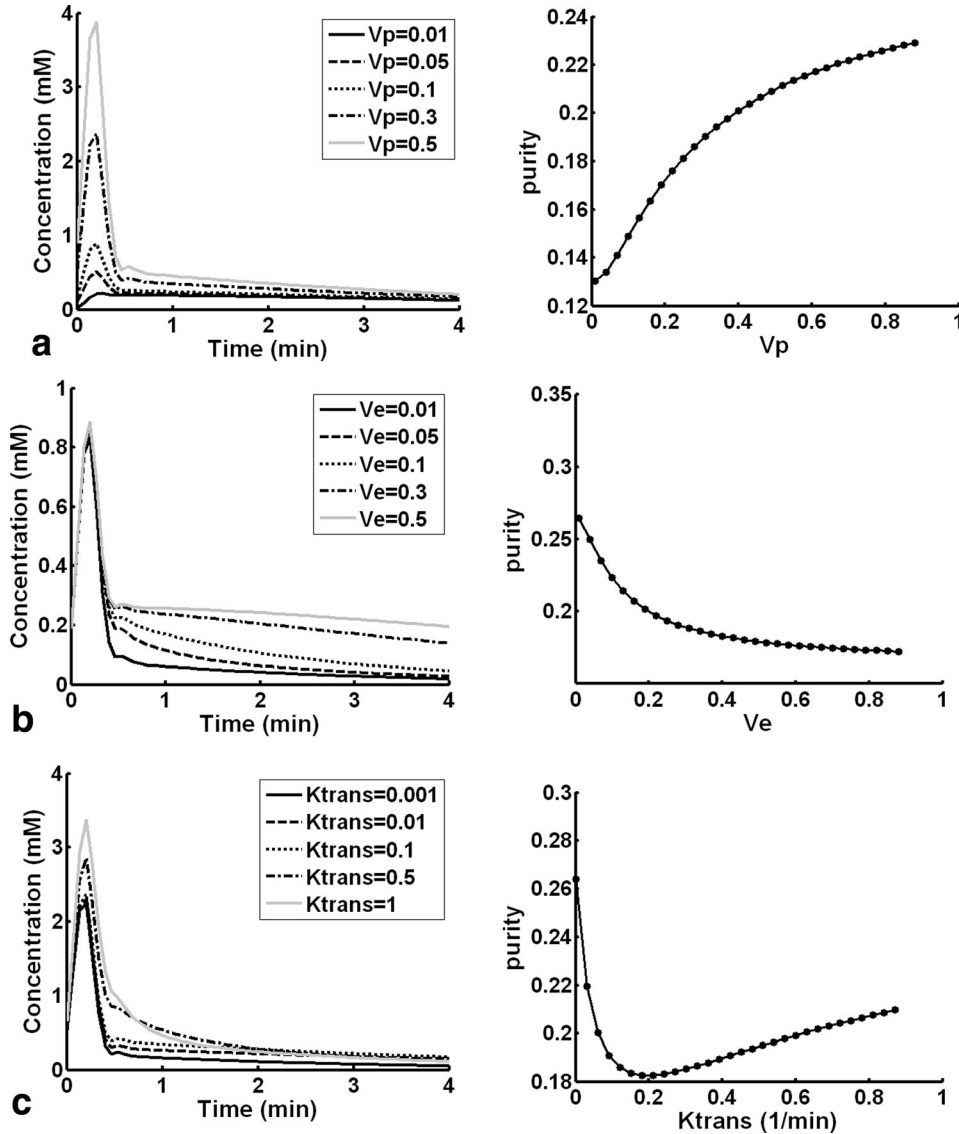 4
3
2
1
0
0
1
2
3
4
Concentration (mM)
Time (min)
Vp=0.01
Vp=0.05
Vp=0.1
Vp=0.3
Vp=0.5
a
0.24
0.22
0.2
0.18
0.16
0.14
0.12
0
0.2
0.4
0.6
0.8
1
purity
Vp
1
0.8
0.6
0.4
0.2
0
0
1
2
3
4
Concentration (mM)
Time (min)
Ve=0.01
Ve=0.05
Ve=0.1
Ve=0.3
Ve=0.5
b
0.35
0.3
0.25
0.2
0
0.2
0.4
0.6
0.8
1
purity
Ve
4
3
2
1
0
0
1
2
3
4
Concentration (mM)
Time (min)
Ktrans=0.001
Ktrans=0.01
Ktrans=0.1
Ktrans=0.5
Ktrans=1
c
0.3
0.28
0.26
0.24
0.22
0.2
0.18
0
0.2
0.4
0.6
0.8
1
purity
Ktrans (1/min)